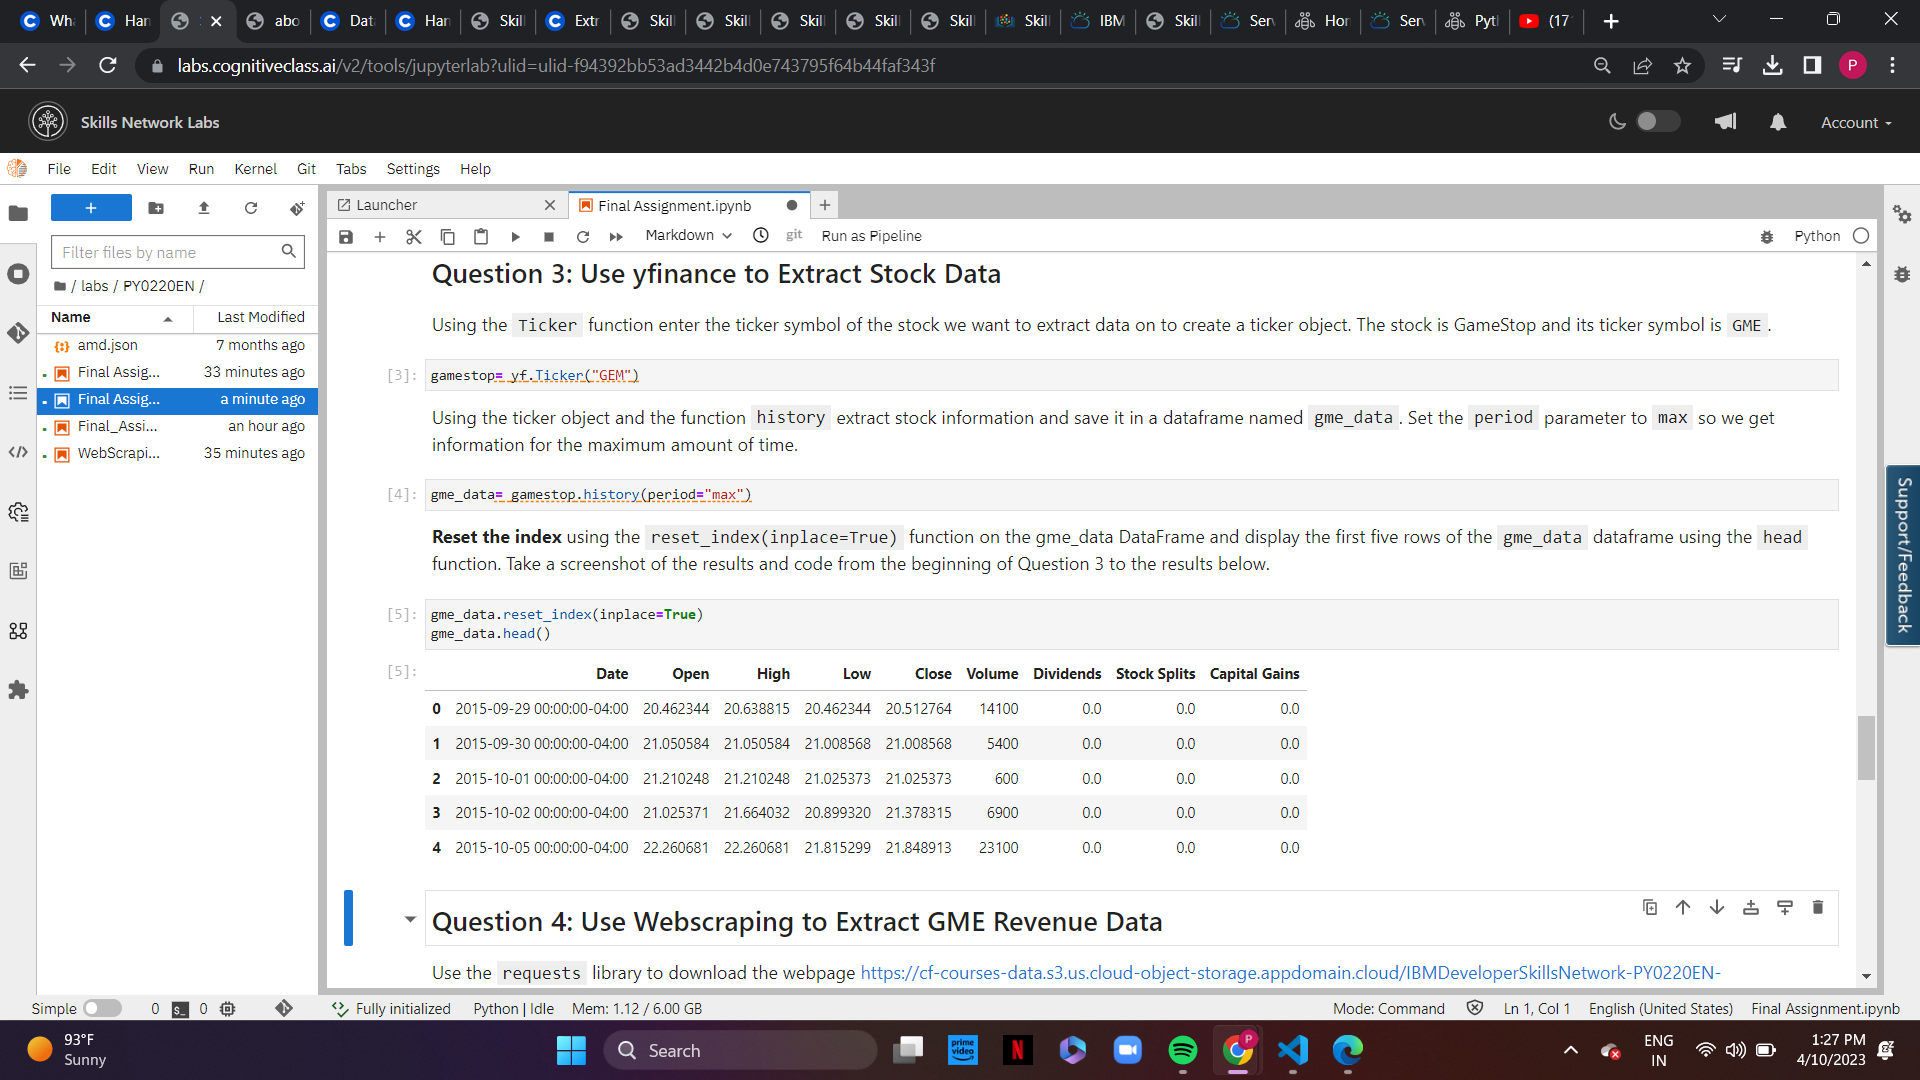 Wha
Har
abo
Dat
Har
Skil
Extr
Skil
Skil
Skil
Skil
Skil
Skil
IBM
Skil
Ser
Hor
Ser
Pyt
(17
labs.cognitiveclass.ai/v2/tools/jupyterlab?ulid=ulid-f94392bb53ad3442b4d0e743795f64b44faf343f
P
Skills Network Labs
Account
File Edit View Run Kernel Git Tabs Settings Help
Launcher
Final Assignment.ipynb
Filter files by name
Markdown
git
Run as Pipeline
Python
/ labs / PY0220EN /
Name Last Modified
amd.json 7 months ago
Final Assig... 33 minutes ago
Final Assig... a minute ago
Final_Assi... an hour ago
WebScrapi... 35 minutes ago
Question 3: Use yfinance to Extract Stock Data
Using the Ticker function enter the ticker symbol of the stock we want to extract data on to create a ticker object. The stock is GameStop and its ticker symbol is GME .
[3]: gamestop= yf.Ticker("GEM")
Using the ticker object and the function history extract stock information and save it in a dataframe named gme_data . Set the period parameter to max so we get
information for the maximum amount of time.
[4]: gme_data= gamestop.history(period="max")
Reset the index using the reset_index(inplace=True) function on the gme_data DataFrame and display the first five rows of the gme_data dataframe using the head
function. Take a screenshot of the results and code from the beginning of Question 3 to the results below.
[5]: gme_data.reset_index(inplace=True)
gme_data.head()
[5]: Date Open High Low Close Volume Dividends Stock Splits Capital Gains
0 2015-09-29 00:00:00-04:00 20.462344 20.638815 20.462344 20.512764 14100 0.0 0.0 0.0
1 2015-09-30 00:00:00-04:00 21.050584 21.050584 21.008568 21.008568 5400 0.0 0.0 0.0
2 2015-10-01 00:00:00-04:00 21.210248 21.210248 21.025373 21.025373 600 0.0 0.0 0.0
3 2015-10-02 00:00:00-04:00 21.025371 21.664032 20.899320 21.378315 6900 0.0 0.0 0.0
4 2015-10-05 00:00:00-04:00 22.260681 22.260681 21.815299 21.848913 23100 0.0 0.0 0.0
Question 4: Use Webscraping to Extract GME Revenue Data
Use the requests library to download the webpage https://cf-courses-data.s3.us.cloud-object-storage.appdomain.cloud/IBMDeveloperSkillsNetwork-PY0220EN-
Support/Feedback
Simple 0 0 Fully initialized Python | Idle Mem: 1.12 / 6.00 GB Mode: Command Ln 1, Col 1 English (United States) Final Assignment.ipynb
93°F
Sunny
Search
prime video
N
P
ENG
IN
1:27 PM
4/10/2023